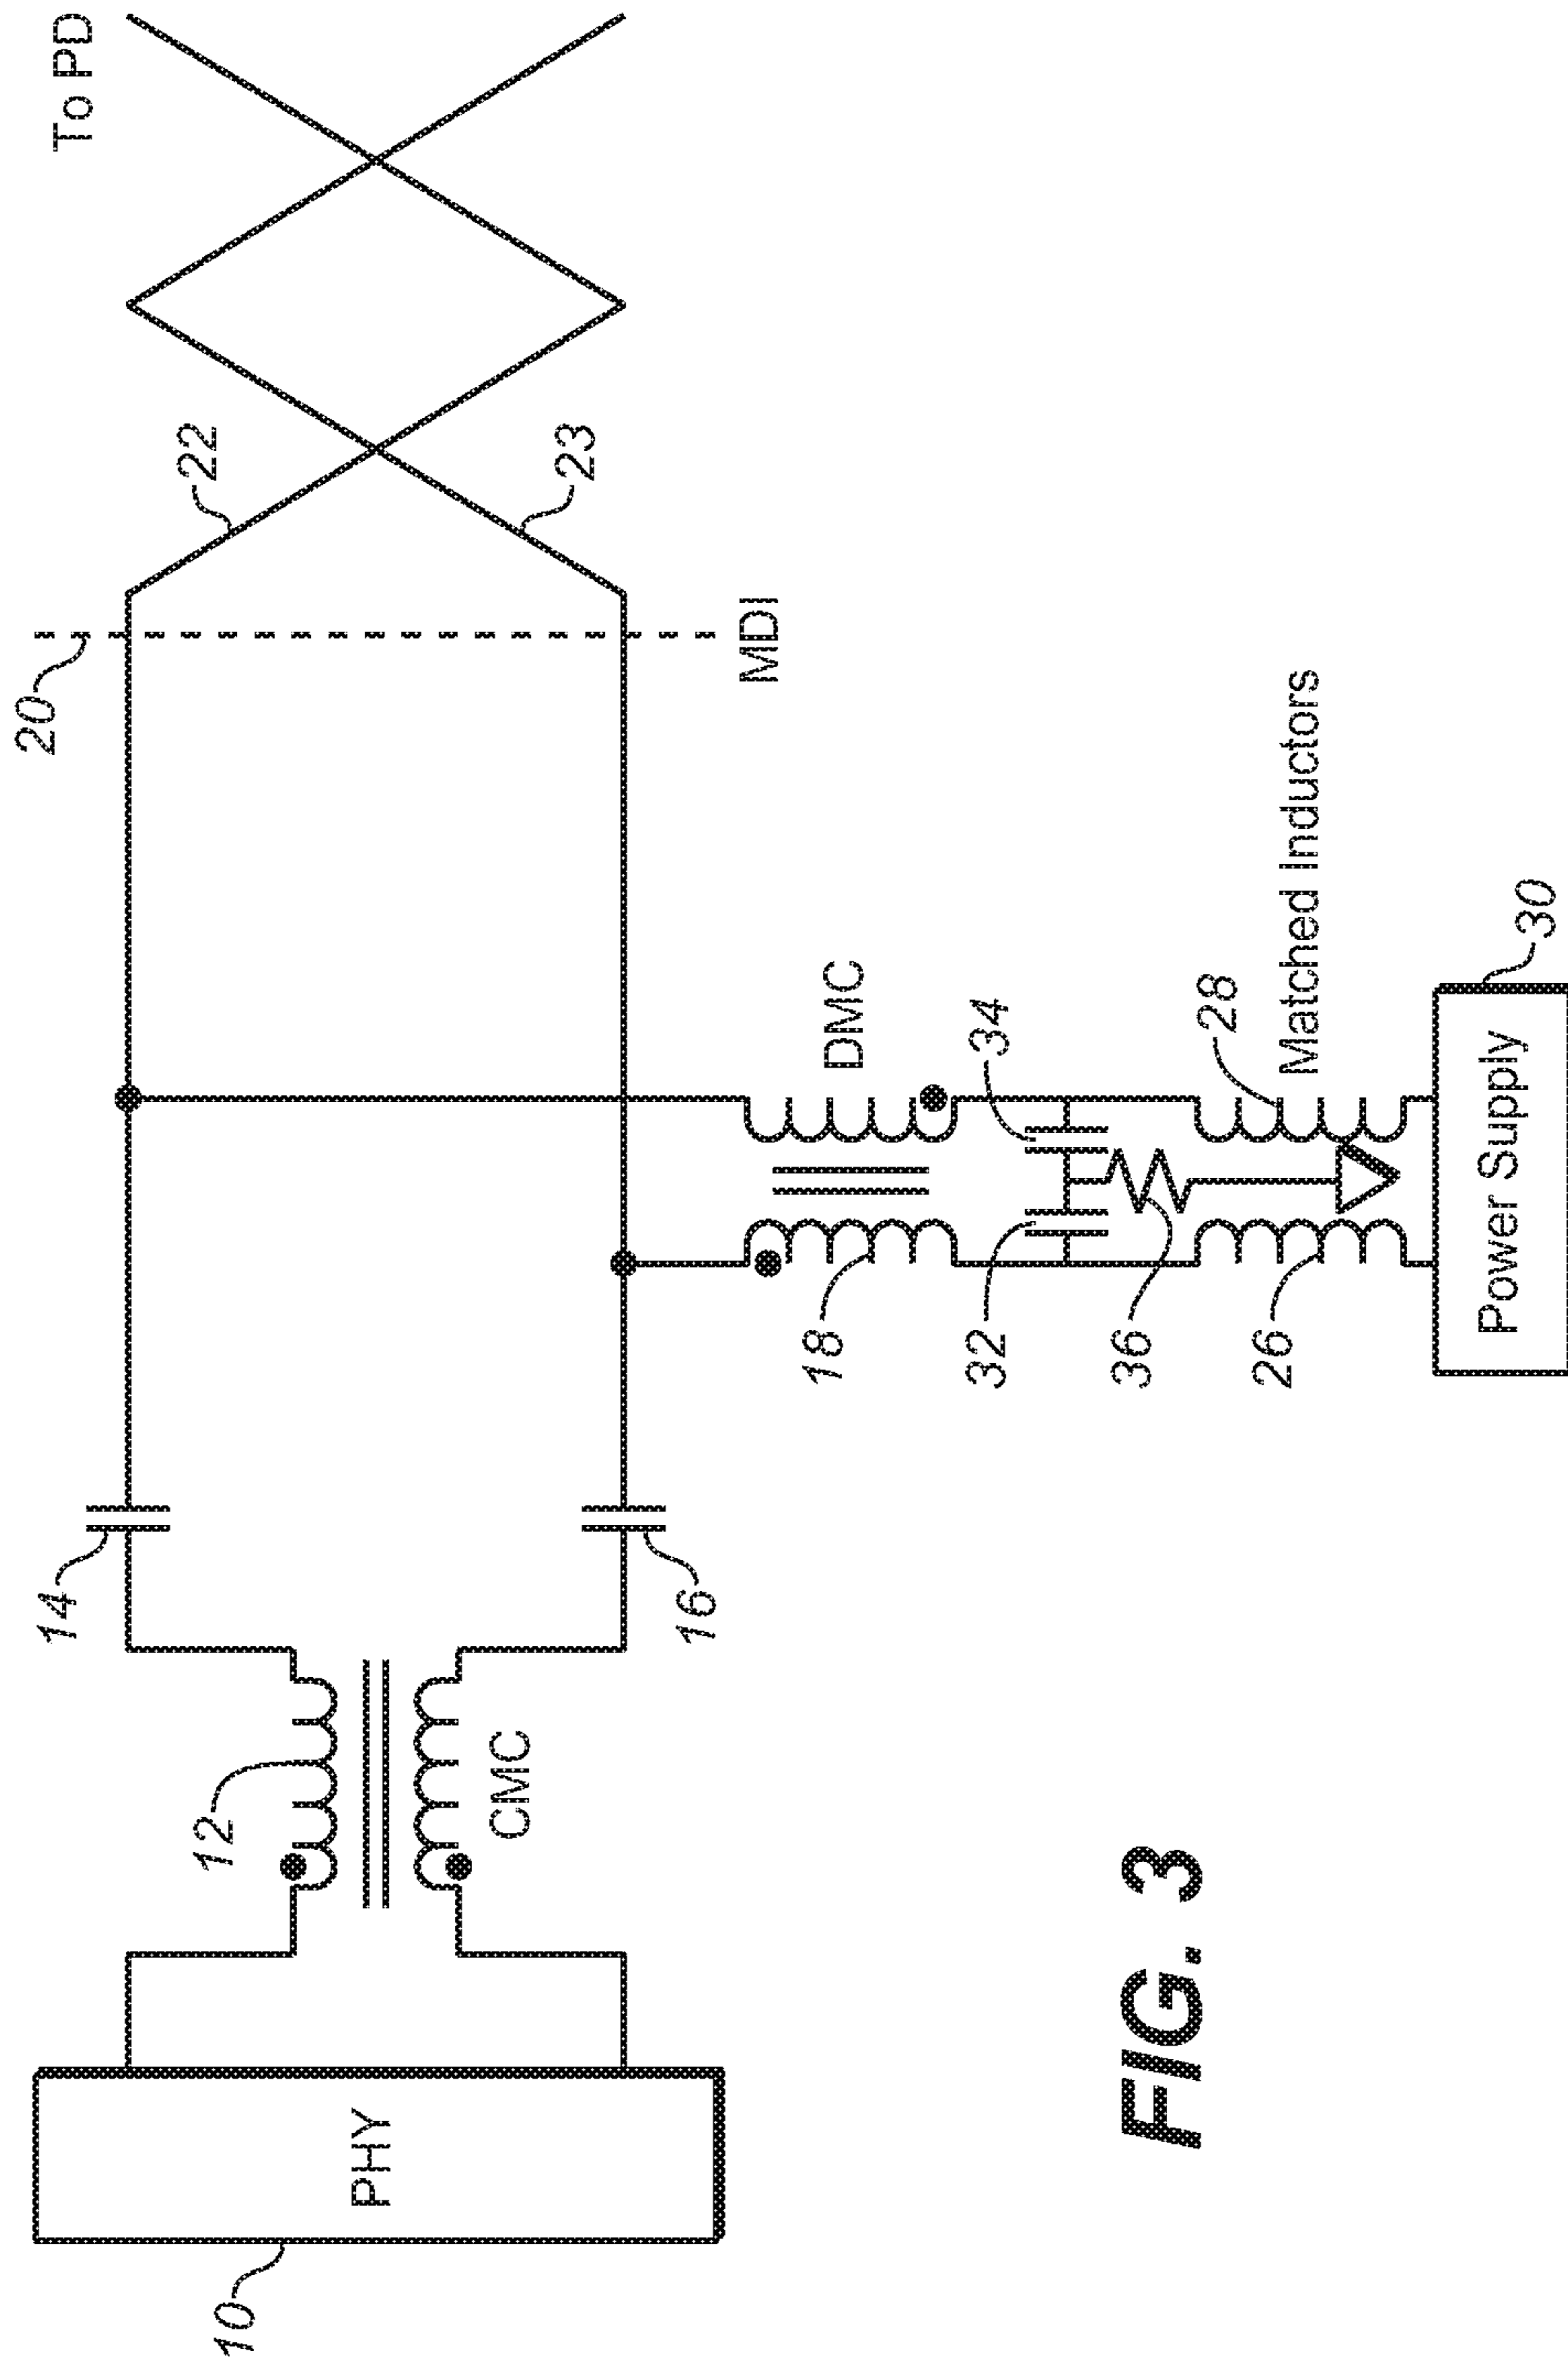 To PD
20
22
23
MDI
14
16
12
CMC
10
PHY
DMC
18
34
32
36
28
26
Matched Inductors
Power Supply
30
FIG. 3